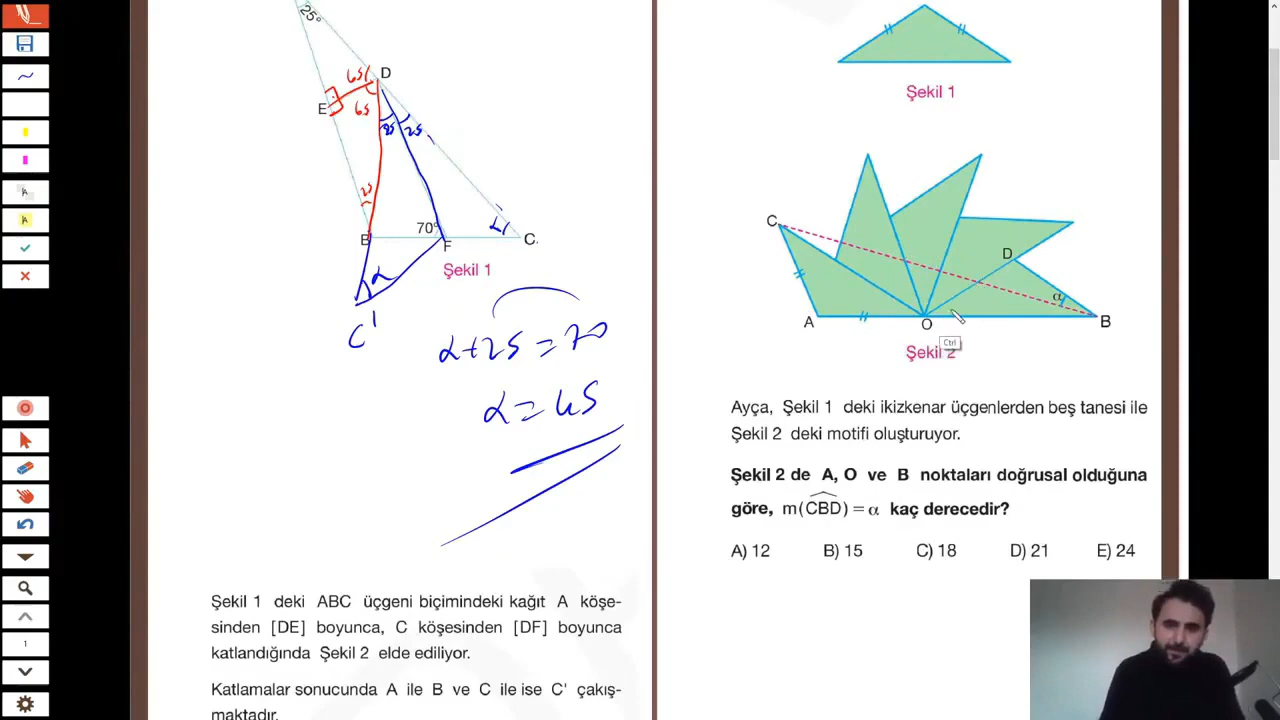 25°
D
65
E
65
25
25
25
B
70°
F
α
C
α
Şekil 1
C'
α+25=70
α=45
Şekil 1 deki ABC üçgeni biçimindeki kağıt A köşe-
sinden [DE] boyunca, C köşesinden [DF] boyunca
katlandığında Şekil 2 elde ediliyor.
Katlamalar sonucunda A ile B ve C ile ise C' çakış-
maktadır.
Şekil 1
C
D
α
A
O
B
Ctrl
Şekil 2
Ayça, Şekil 1 deki ikizkenar üçgenlerden beş tanesi ile
Şekil 2 deki motifi oluşturuyor.
Şekil 2 de A, O ve B noktaları doğrusal olduğuna
göre, m(CBD) = α kaç derecedir?
A) 12 B) 15 C) 18 D) 21 E) 24
A
A
1